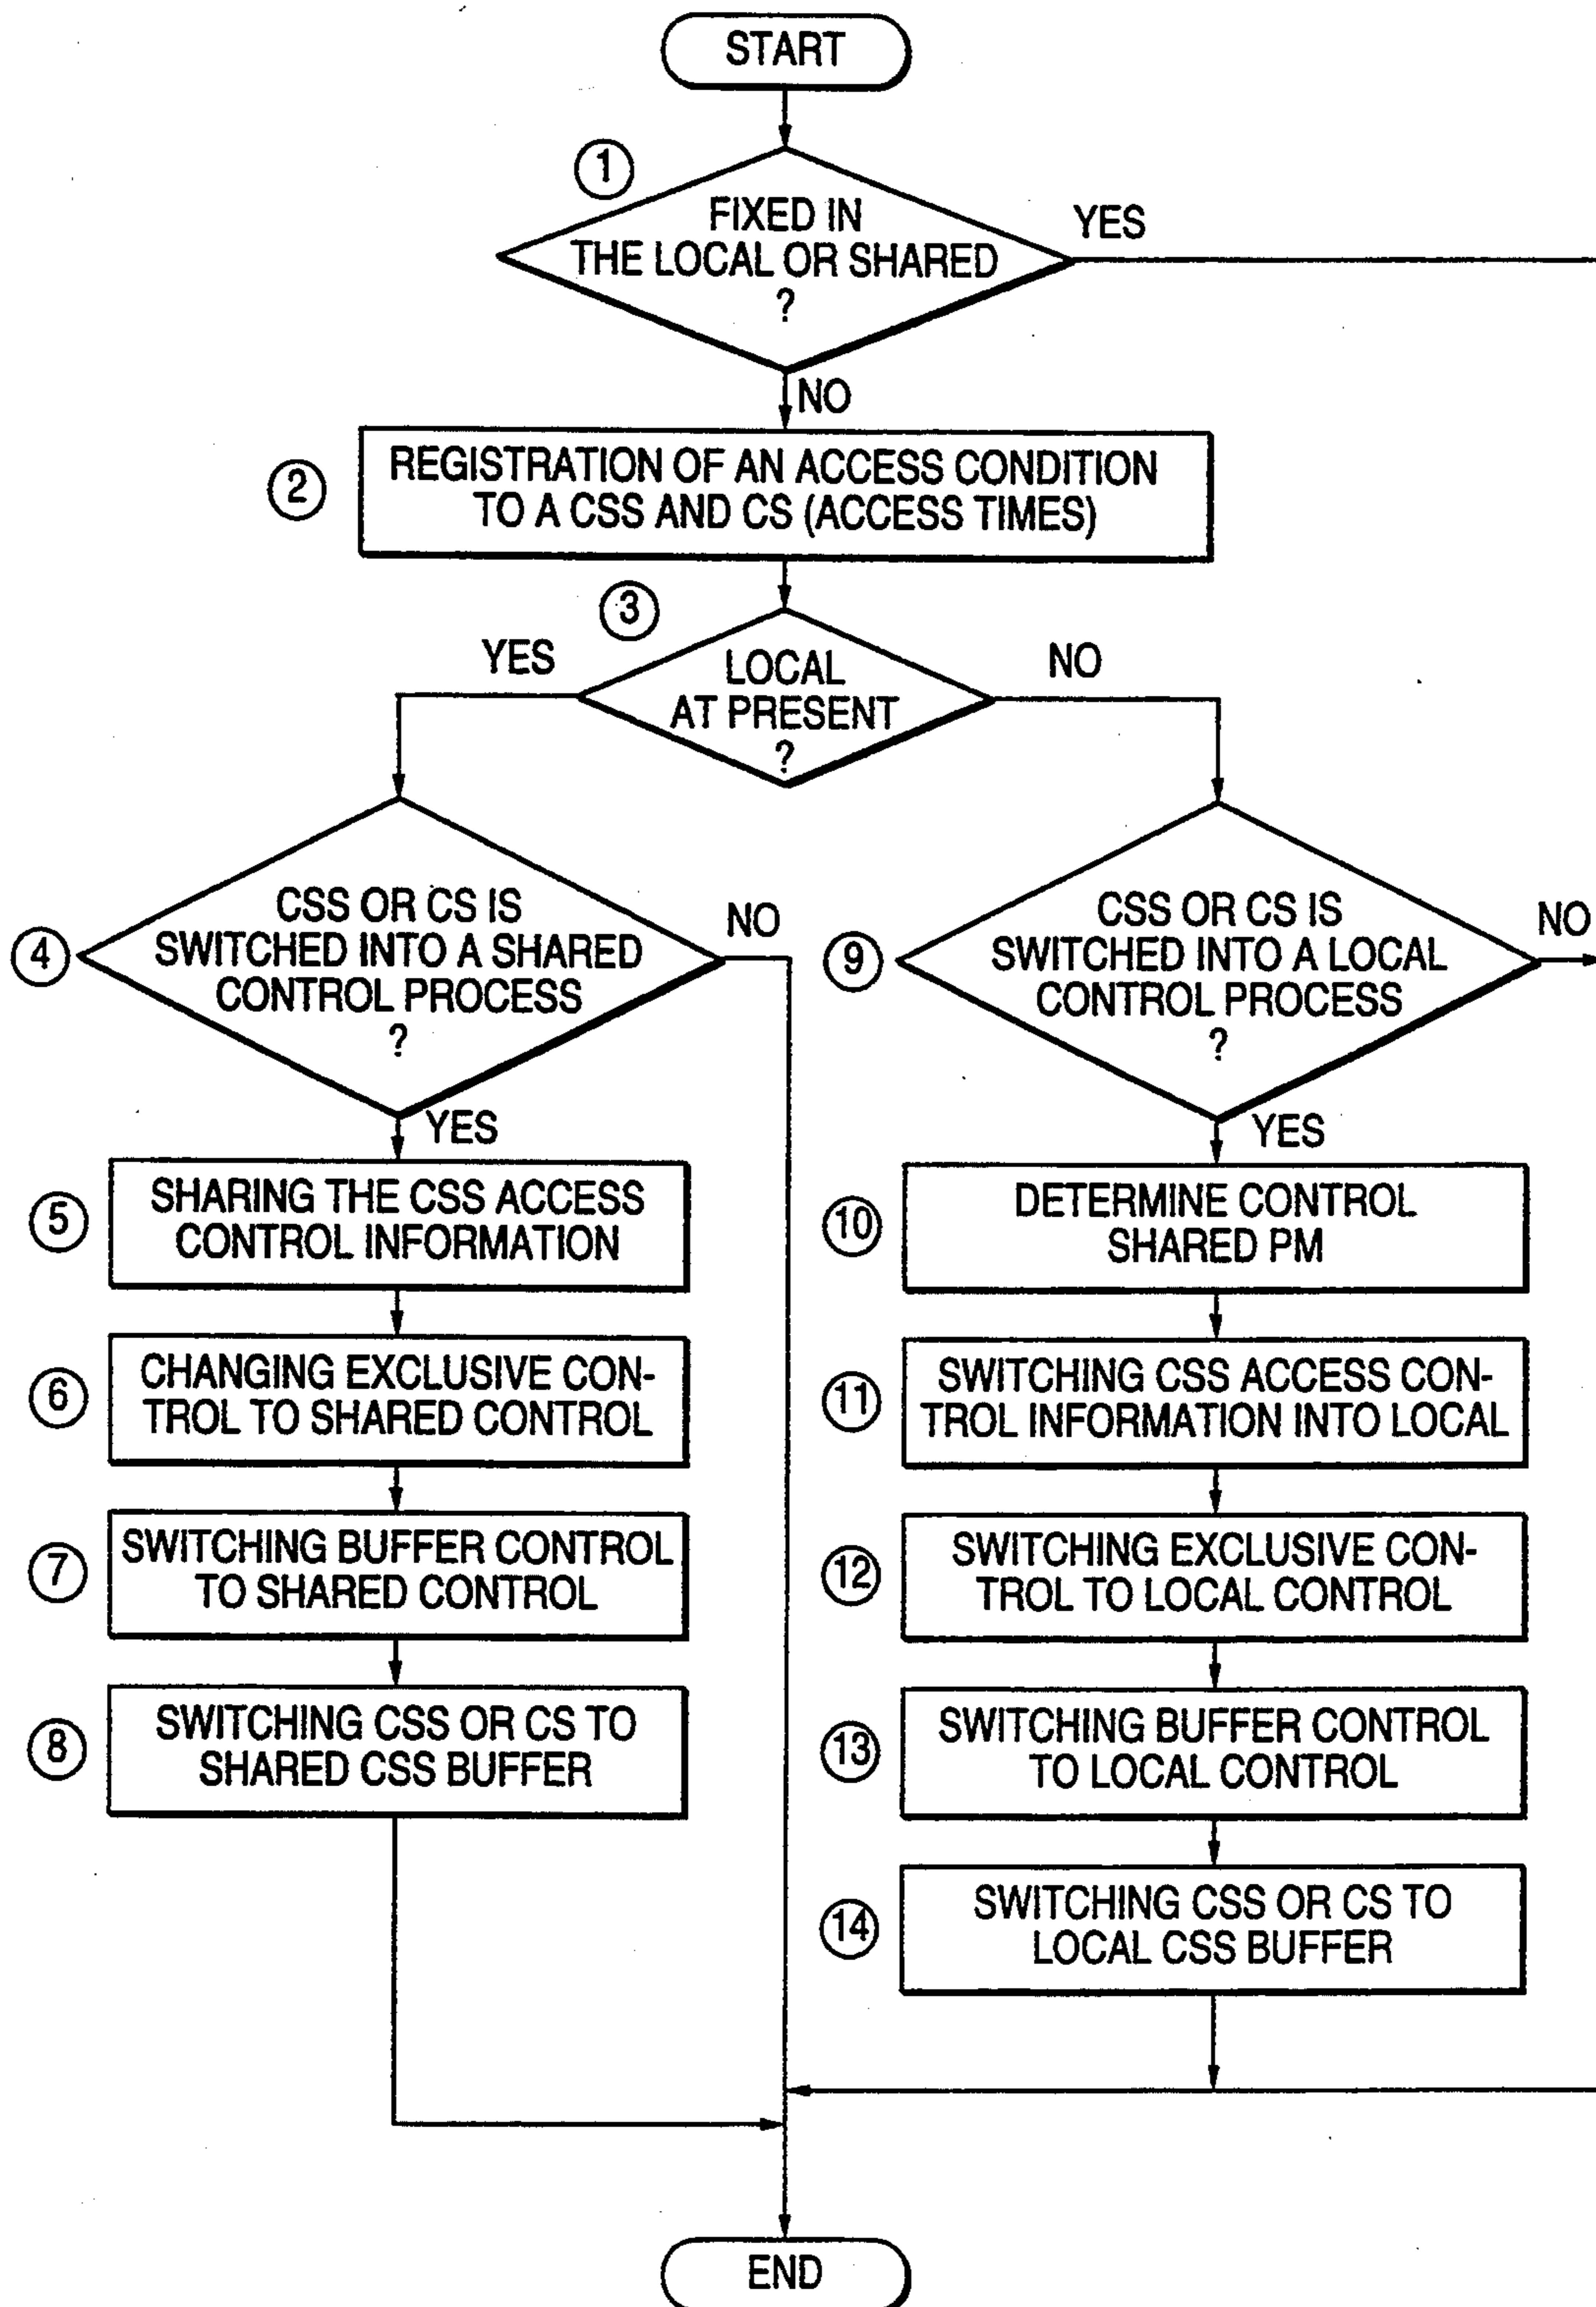 START
1
FIXED IN
THE LOCAL OR SHARED
?
YES
NO
2
REGISTRATION OF AN ACCESS CONDITION
TO A CSS AND CS (ACCESS TIMES)
3
YES
LOCAL
AT PRESENT
?
NO
4
CSS OR CS IS
SWITCHED INTO A SHARED
CONTROL PROCESS
?
NO
YES
5
SHARING THE CSS ACCESS
CONTROL INFORMATION
6
CHANGING EXCLUSIVE CON-
TROL TO SHARED CONTROL
7
SWITCHING BUFFER CONTROL
TO SHARED CONTROL
8
SWITCHING CSS OR CS TO
SHARED CSS BUFFER
9
CSS OR CS IS
SWITCHED INTO A LOCAL
CONTROL PROCESS
?
NO
YES
10
DETERMINE CONTROL
SHARED PM
11
SWITCHING CSS ACCESS CON-
TROL INFORMATION INTO LOCAL
12
SWITCHING EXCLUSIVE CON-
TROL TO LOCAL CONTROL
13
SWITCHING BUFFER CONTROL
TO LOCAL CONTROL
14
SWITCHING CSS OR CS TO
LOCAL CSS BUFFER
END